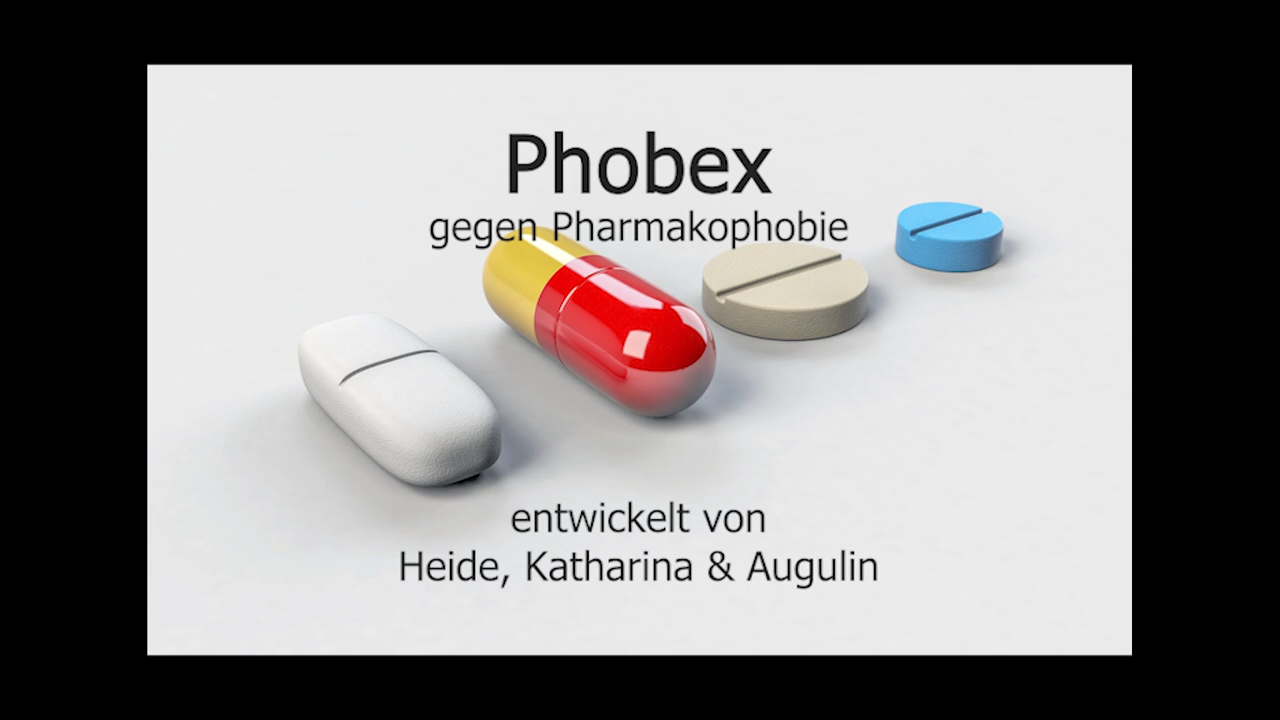 Phobex
gegen Pharmakophobie
entwickelt von
Heide, Katharina & Augulin